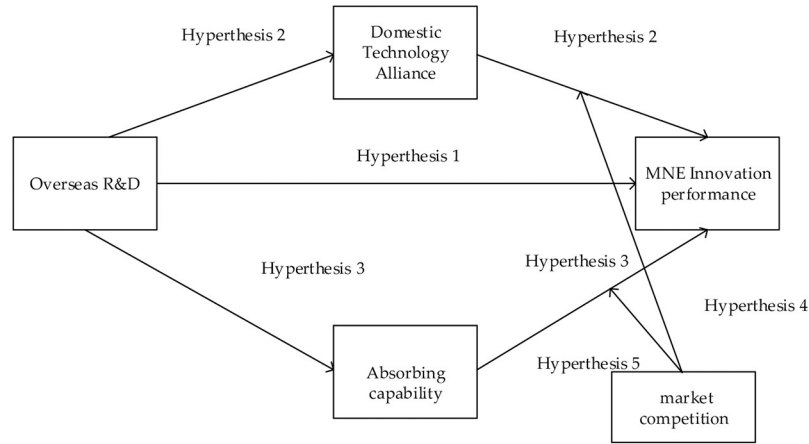 Hyperthesis 2
Domestic
Technology
Alliance
Hyperthesis 2
Overseas R&D
Hyperthesis 1
MNE Innovation
performance
Hyperthesis 3
Hyperthesis 3
Hyperthesis 4
Absorbing
capability
Hyperthesis 5
market
competition